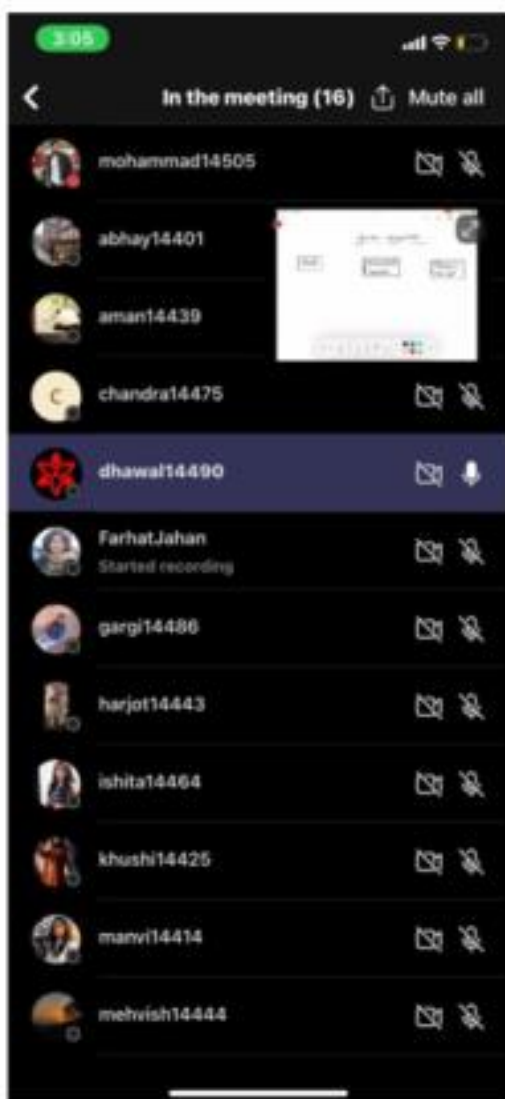 3:05
In the meeting (16) Mute all
mohammad14505
abhay14401
aman14439
C chandra14475
dhawal14490
FarhatJahan
Started recording
gargi14486
harjot14443
ishita14464
khushi14425
manvi14414
mehvish14444